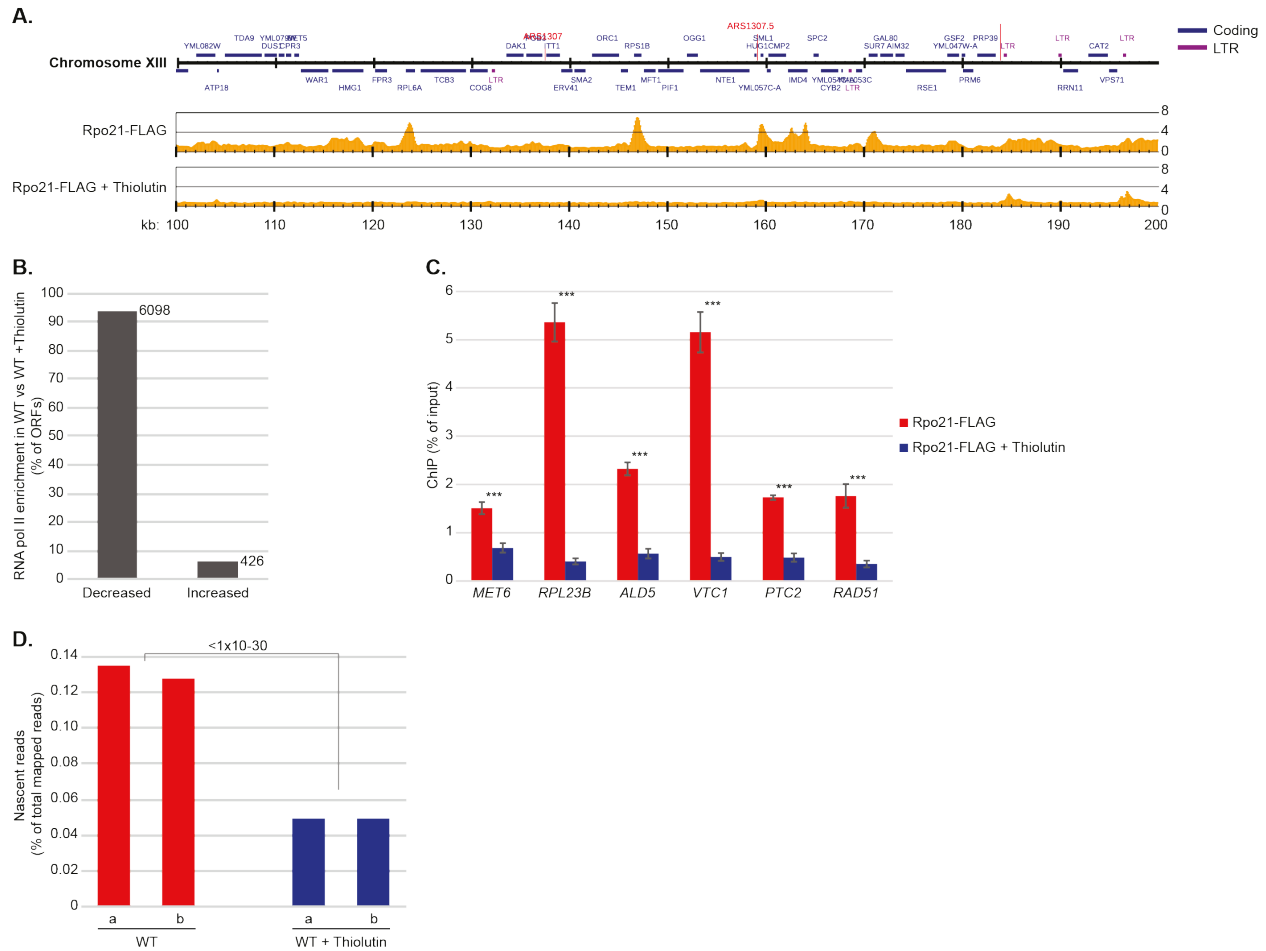 A.
ARS1307.5
Coding
LTR
TDA9 YML079W MET5 ARS1307 ORC1 OGG1 SML1 SPC2 GAL80 GSF2 PRP39 LTR LTR
YML082W DUS1 CPR3 DAK1 TT1 RPS1B HUG1 CMP2 SUR7 AIM32 YML047W-A LTR CAT2
Chromosome XIII
WAR1 FPR3 TCB3 LTR SMA2 MFT1 NTE1 IMD4 PRM6 VPS71
ATP18 HMG1 RPL6A COG8 ERV41 TEM1 PIF1 YML057C-A CYB2 LTR RSE1 RRN11
8
Rpo21-FLAG 4
0
8
Rpo21-FLAG + Thiolutin 4
0
kb: 100 110 120 130 140 150 160 170 180 190 200
B.
RNA pol II enrichment in WT vs WT +Thiolutin
(% of ORFs)
100
90
80
70
60
50
40
30
20
10
0
6098
426
Decreased Increased
C.
ChIP (% of input)
6
5
4
3
2
1
0
*** *** *** *** *** ***
MET6 RPL23B ALD5 VTC1 PTC2 RAD51
Rpo21-FLAG
Rpo21-FLAG + Thiolutin
D.
<1x10-30
Nascent reads
(% of total mapped reads)
0.14
0.12
0.10
0.08
0.06
0.04
0.02
0
a b a b
WT WT + Thiolutin